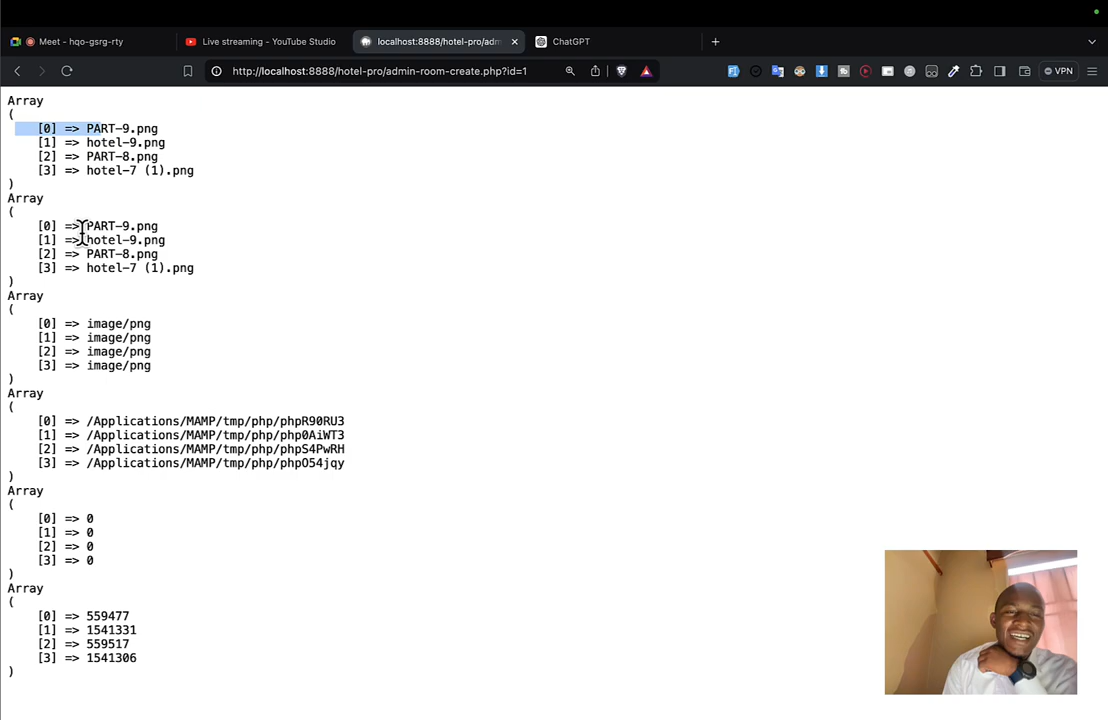 Meet - hqo-gsrg-rty
Live streaming - YouTube Studio
localhost:8888/hotel-pro/adm
ChatGPT
http://localhost:8888/hotel-pro/admin-room-create.php?id=1
VPN
Array
(
[0] => PART-9.png
[1] => hotel-9.png
[2] => PART-8.png
[3] => hotel-7 (1).png
)
Array
(
[0] => PART-9.png
[1] => hotel-9.png
[2] => PART-8.png
[3] => hotel-7 (1).png
)
Array
(
[0] => image/png
[1] => image/png
[2] => image/png
[3] => image/png
)
Array
(
[0] => /Applications/MAMP/tmp/php/phpR90RU3
[1] => /Applications/MAMP/tmp/php/php0AiWT3
[2] => /Applications/MAMP/tmp/php/phpS4PwRH
[3] => /Applications/MAMP/tmp/php/phpO54jqy
)
Array
(
[0] => 0
[1] => 0
[2] => 0
[3] => 0
)
Array
(
[0] => 559477
[1] => 1541331
[2] => 559517
[3] => 1541306
)